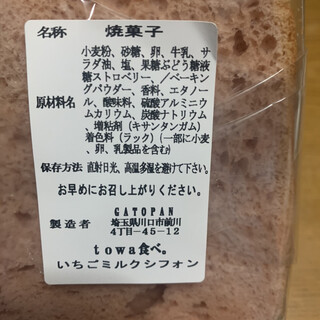 名称 焼菓子
小麦粉、砂糖、卵、牛乳、サ
ラダ油、塩、果糖ぶどう糖液
糖ストロベリー、／ベーキン
グパウダー、香料、エタノー
原材料名 ル、酸味料、硫酸アルミニウ
ムカリウム、炭酸ナトリウム
、増粘剤（キサンタンガム）
着色料（ラック）（一部に小麦
、卵、乳製品を含む）
保存方法 直射日光、高温多湿を避けて下さい。
お早めにお召し上がりください。
GATOPAN
製造者 埼玉県川口市前川
4丁目-45-12
towa食べ。
いちごミルクシフォン